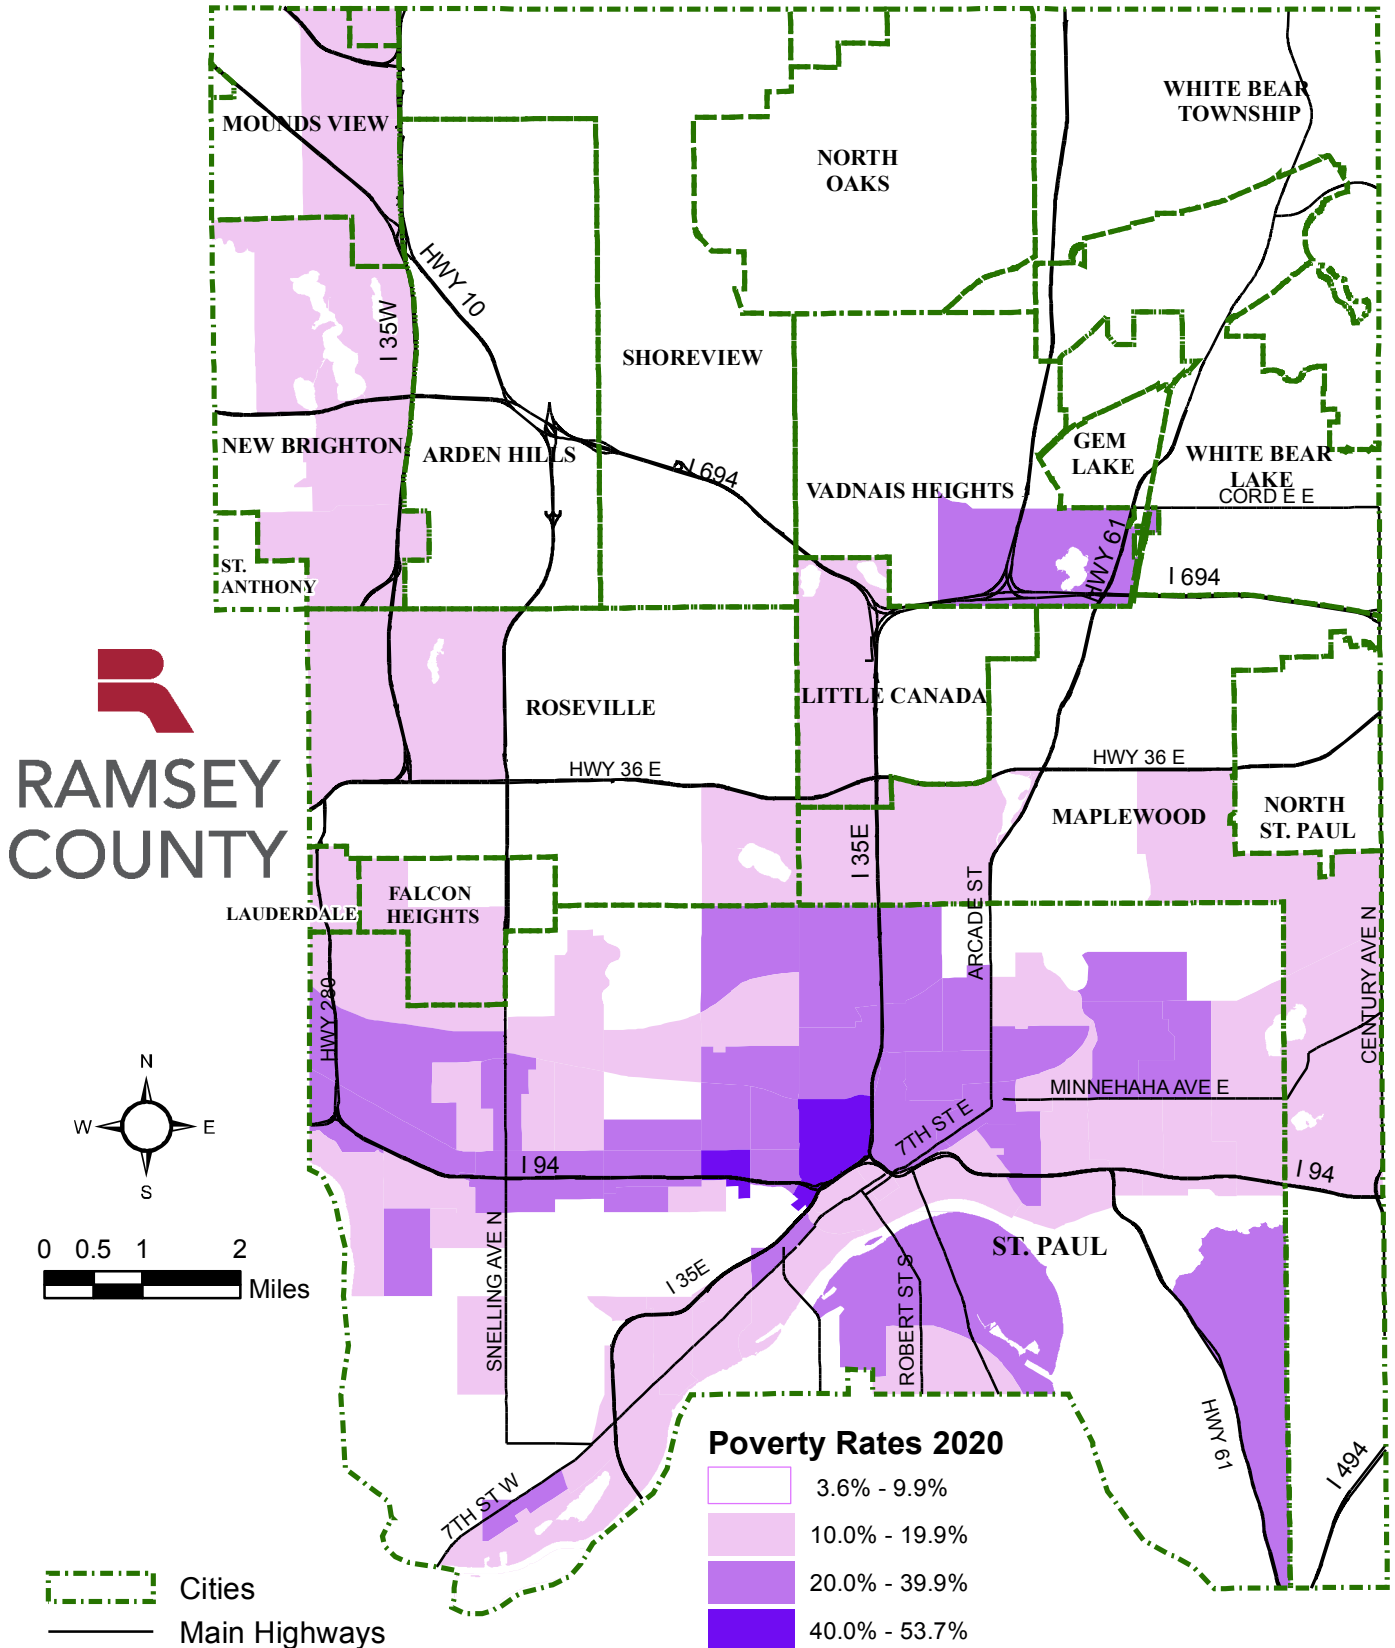 WHITE BEAR
TOWNSHIP
MOUNDS VIEW
NORTH
OAKS
HWY 10
I 35W
SHOREVIEW
NEW BRIGHTON
ARDEN HILLS
I 694
GEM
LAKE
WHITE BEAR
LAKE
VADNAIS HEIGHTS
CORD E E
HWY 61
ST.
ANTHONY
I 694
RAMSEY
COUNTY
ROSEVILLE
LITTLE CANADA
HWY 36 E
HWY 36 E
MAPLEWOOD
NORTH
ST. PAUL
I 35E
ARCADE ST
FALCON
HEIGHTS
LAUDERDALE
HWY 280
CENTURY AVE N
MINNEHAHA AVE E
7TH ST E
N
W
E
S
I 94
I 94
SNELLING AVE N
ST. PAUL
I 35E
ROBERT ST S
0 0.5 1 2
Miles
HWY 61
I 494
7TH ST W
Poverty Rates 2020
3.6% - 9.9%
10.0% - 19.9%
20.0% - 39.9%
40.0% - 53.7%
Cities
Main Highways